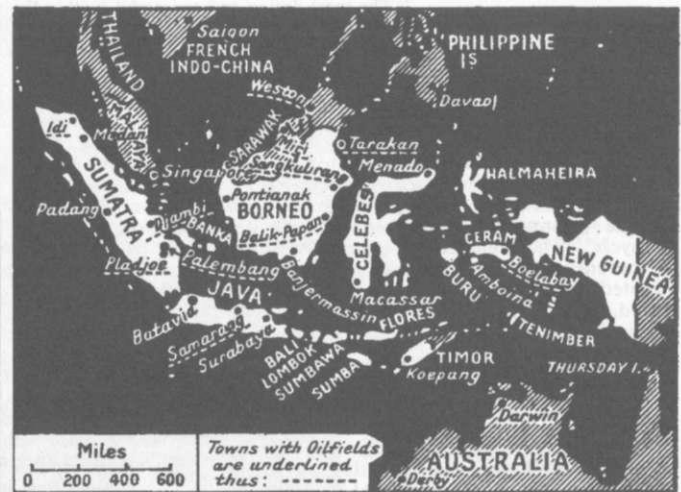 Saigon
FRENCH
INDO-CHINA
THAILAND
PHILIPPINE
IS
Weston
Davao
MALAYA
Idi
Medan
SARAWAK
Tarakan
Singapore
Sangkulirang
Menado
HALMAHEIRA
SUMATRA
Pontianak
BORNEO
Padang
Djambi
BANKA
Balik-Papan
CELEBES
CERAM
NEW GUINEA
Pladjoe
Palembang
Boelabay
BURU
Amboina
JAVA
Banjermassin
Macassar
FLORES
Batavia
Samarang
Surabaya
TENIMBER
BALI
LOMBOK
SUMBAWA
SUMBA
TIMOR
Koepang
THURSDAY I.
Darwin
AUSTRALIA
Derby
Miles
0 200 400 600
Towns with Oilfields
are underlined
thus: -------